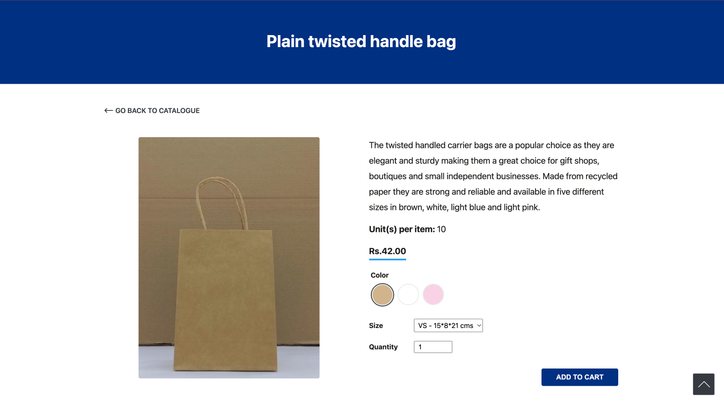 Plain twisted handle bag
GO BACK TO CATALOGUE
The twisted handled carrier bags are a popular choice as they are
elegant and sturdy making them a great choice for gift shops,
boutiques and small independent businesses. Made from recycled
paper they are strong and reliable and available in five different
sizes in brown, white, light blue and light pink.
Unit(s) per item: 10
Rs.42.00
Color
Size VS - 15*8*21 cms
Quantity 1
ADD TO CART